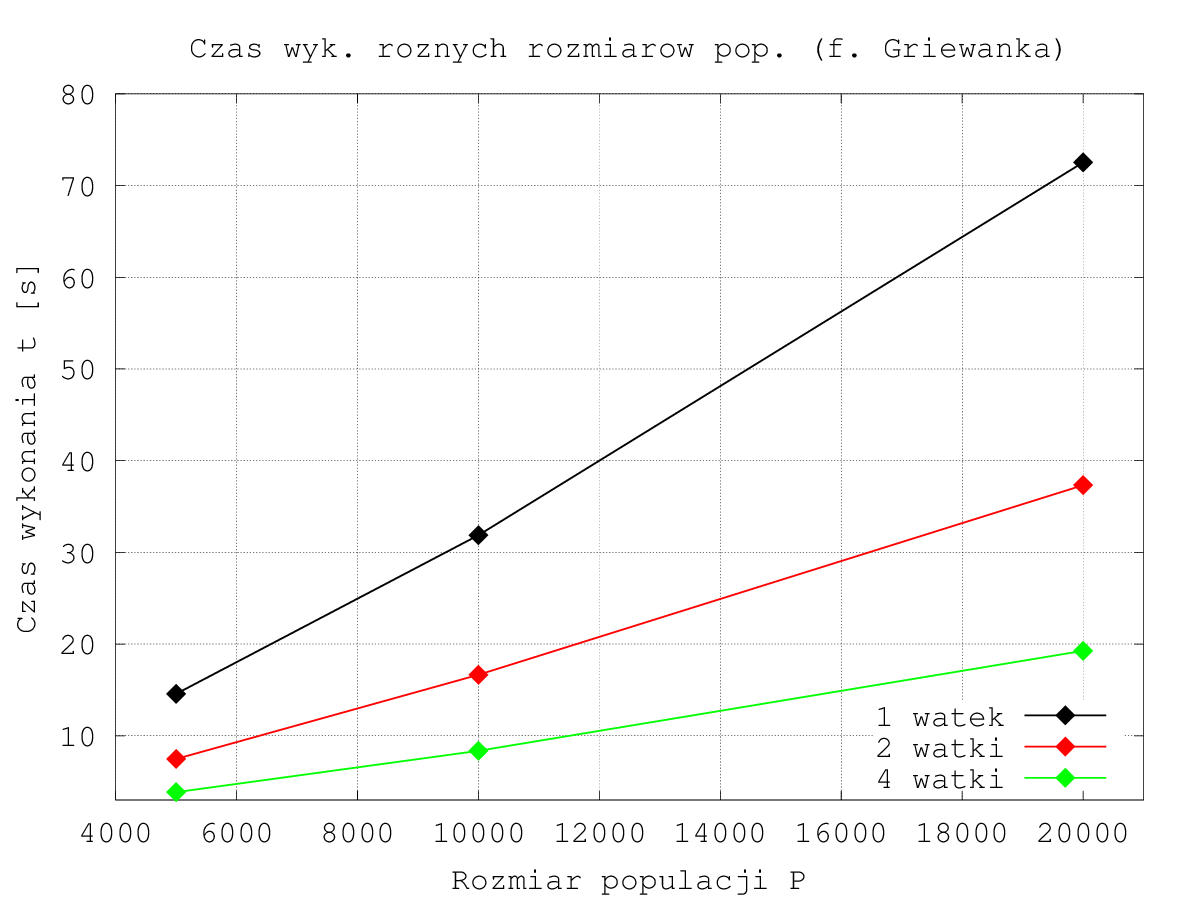 Czas wyk. roznych rozmiarow pop. (f. Griewanka)
80
70
60
50
40
30
20
10
Czas wykonania t [s]
1 watek
2 watki
4 watki
4000 6000 8000 10000 12000 14000 16000 18000 20000
Rozmiar populacji P